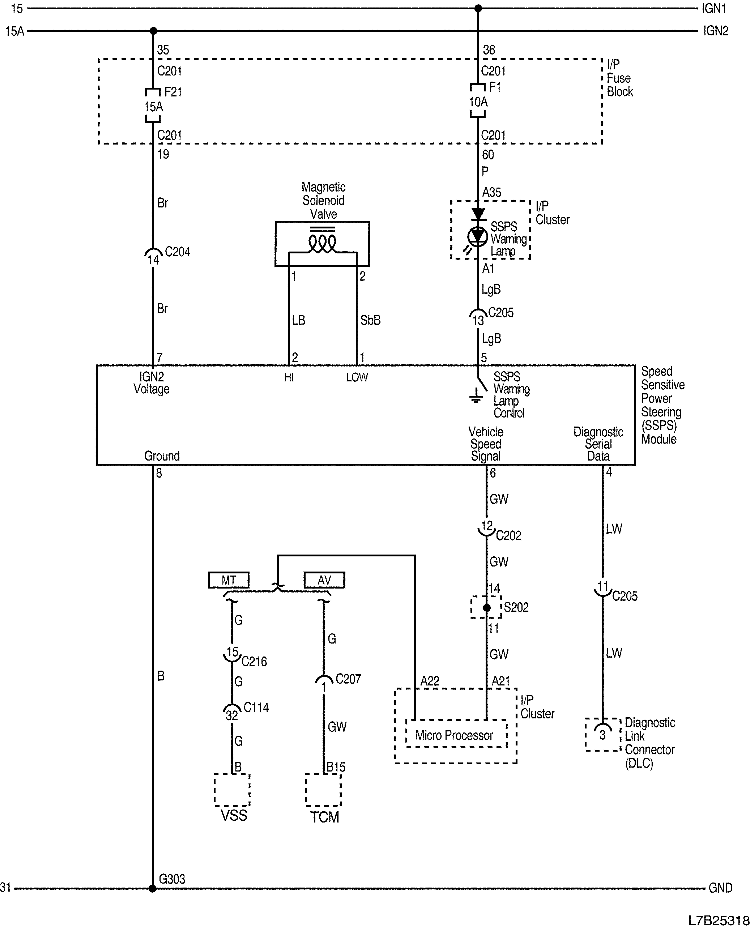 15 IGN1
15A IGN2
35 36
C201 C201
I/P
Fuse
Block
F21 F1
15A 10A
C201 C201
19 60
P
A35
Br
Magnetic
Solenoid
Valve
I/P
Cluster
SSPS
Warning
Lamp
C204
14
1 2
A1
LgB
Br
LB SbB
C205
13
LgB
7 2 1 5
IGN2
Voltage
HI LOW
SSPS
Warning
Lamp
Control
Speed
Sensitive
Power
Steering
(SSPS)
Module
Ground
Vehicle
Speed
Signal
Diagnostic
Serial
Data
8 6 4
GW
12
C202
LW
GW
MT AV
14
S202
11
11
C205
G G
15
C216
GW
LW
B
G
1
C207
A22 A21
32
C114
I/P
Cluster
G GW
Micro Processor
3
Diagnostic
Link
Connector
(DLC)
B B15
VSS TCM
31 G303 GND
L7B25318